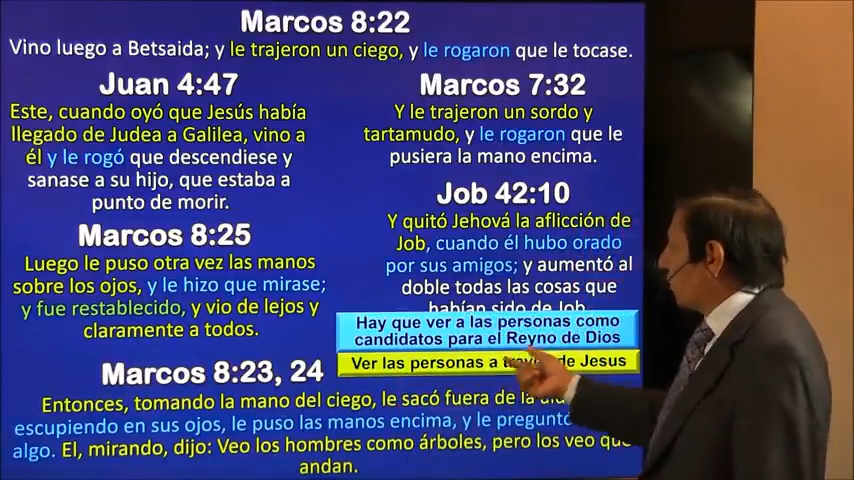 Marcos 8:22
Vino luego a Betsaida; y le trajeron un ciego, y le rogaron que le tocase.
Juan 4:47
Este, cuando oyó que Jesús había
llegado de Judea a Galilea, vino a
él y le rogó que descendiese y
sanase a su hijo, que estaba a
punto de morir.
Marcos 7:32
Y le trajeron un sordo y
tartamudo, y le rogaron que le
pusiera la mano encima.
Marcos 8:25
Luego le puso otra vez las manos
sobre los ojos, y le hizo que mirase;
y fue restablecido, y vio de lejos y
claramente a todos.
Job 42:10
Y quitó Jehová la aflicción de
Job, cuando él hubo orado
por sus amigos; y aumentó al
doble todas las cosas que
habían sido de Job
Hay que ver a las personas como
candidatos para el Reyno de Dios
Ver las personas a de Jesus
Marcos 8:23, 24
Entonces, tomando la mano del ciego, le sacó fuera de la
escupiendo en sus ojos, le puso las manos encima, y le preguntó
algo. El, mirando, dijo: Veo los hombres como árboles, pero los veo que
andan.